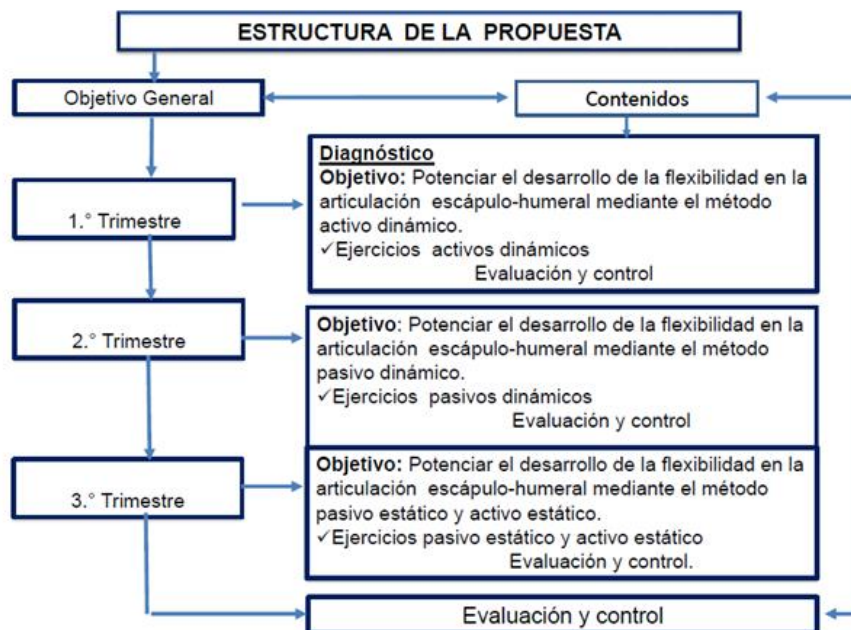 ESTRUCTURA DE LA PROPUESTA
Objetivo General
Contenidos
1.° Trimestre
Diagnóstico
Objetivo: Potenciar el desarrollo de la flexibilidad en la
articulación escápulo-humeral mediante el método
activo dinámico.
✓Ejercicios activos dinámicos
Evaluación y control
2.° Trimestre
Objetivo: Potenciar el desarrollo de la flexibilidad en la
articulación escápulo-humeral mediante el método
pasivo dinámico.
✓Ejercicios pasivos dinámicos
Evaluación y control
3.° Trimestre
Objetivo: Potenciar el desarrollo de la flexibilidad en la
articulación escápulo-humeral mediante el método
pasivo estático y activo estático.
✓Ejercicios pasivo estático y activo estático
Evaluación y control.
Evaluación y control